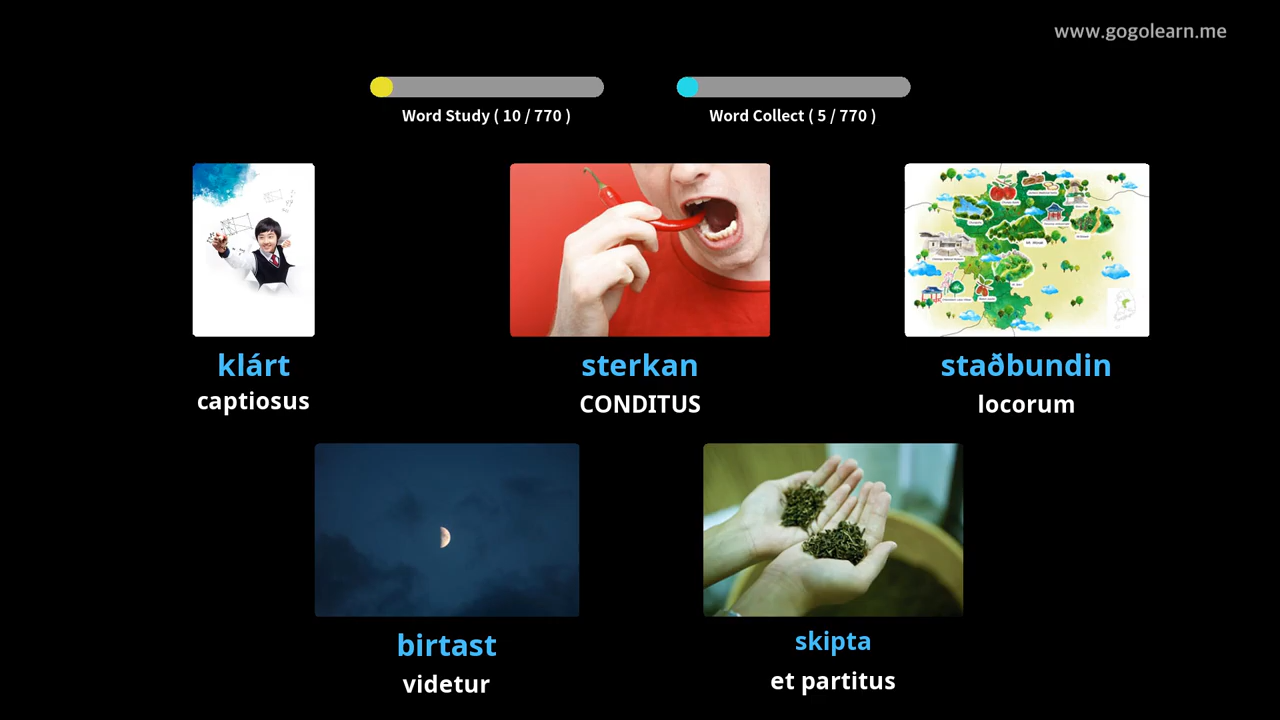 www.gogolearn.me
Word Study ( 10 / 770 )
Word Collect ( 5 / 770 )
klárt
captiosus
sterkan
CONDITUS
staðbundin
locorum
birtast
videtur
skipta
et partitus